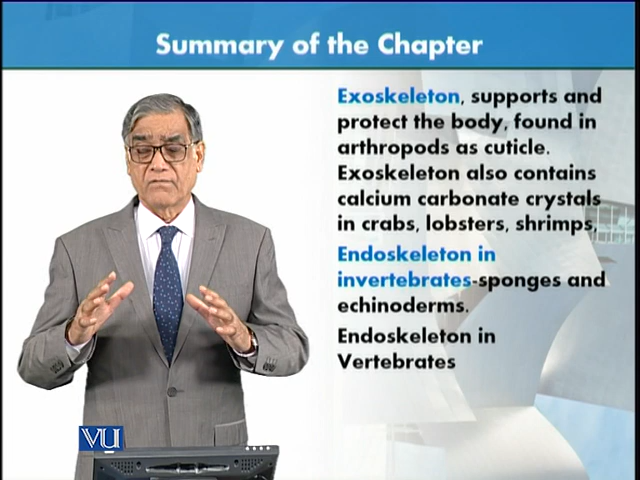 Summary of the Chapter
Exoskeleton, supports and
protect the body, found in
arthropods as cuticle.
Exoskeleton also contains
calcium carbonate crystals
in crabs, lobsters, shrimps,
Endoskeleton in
invertebrates-sponges and
echinoderms.
Endoskeleton in
Vertebrates
VU